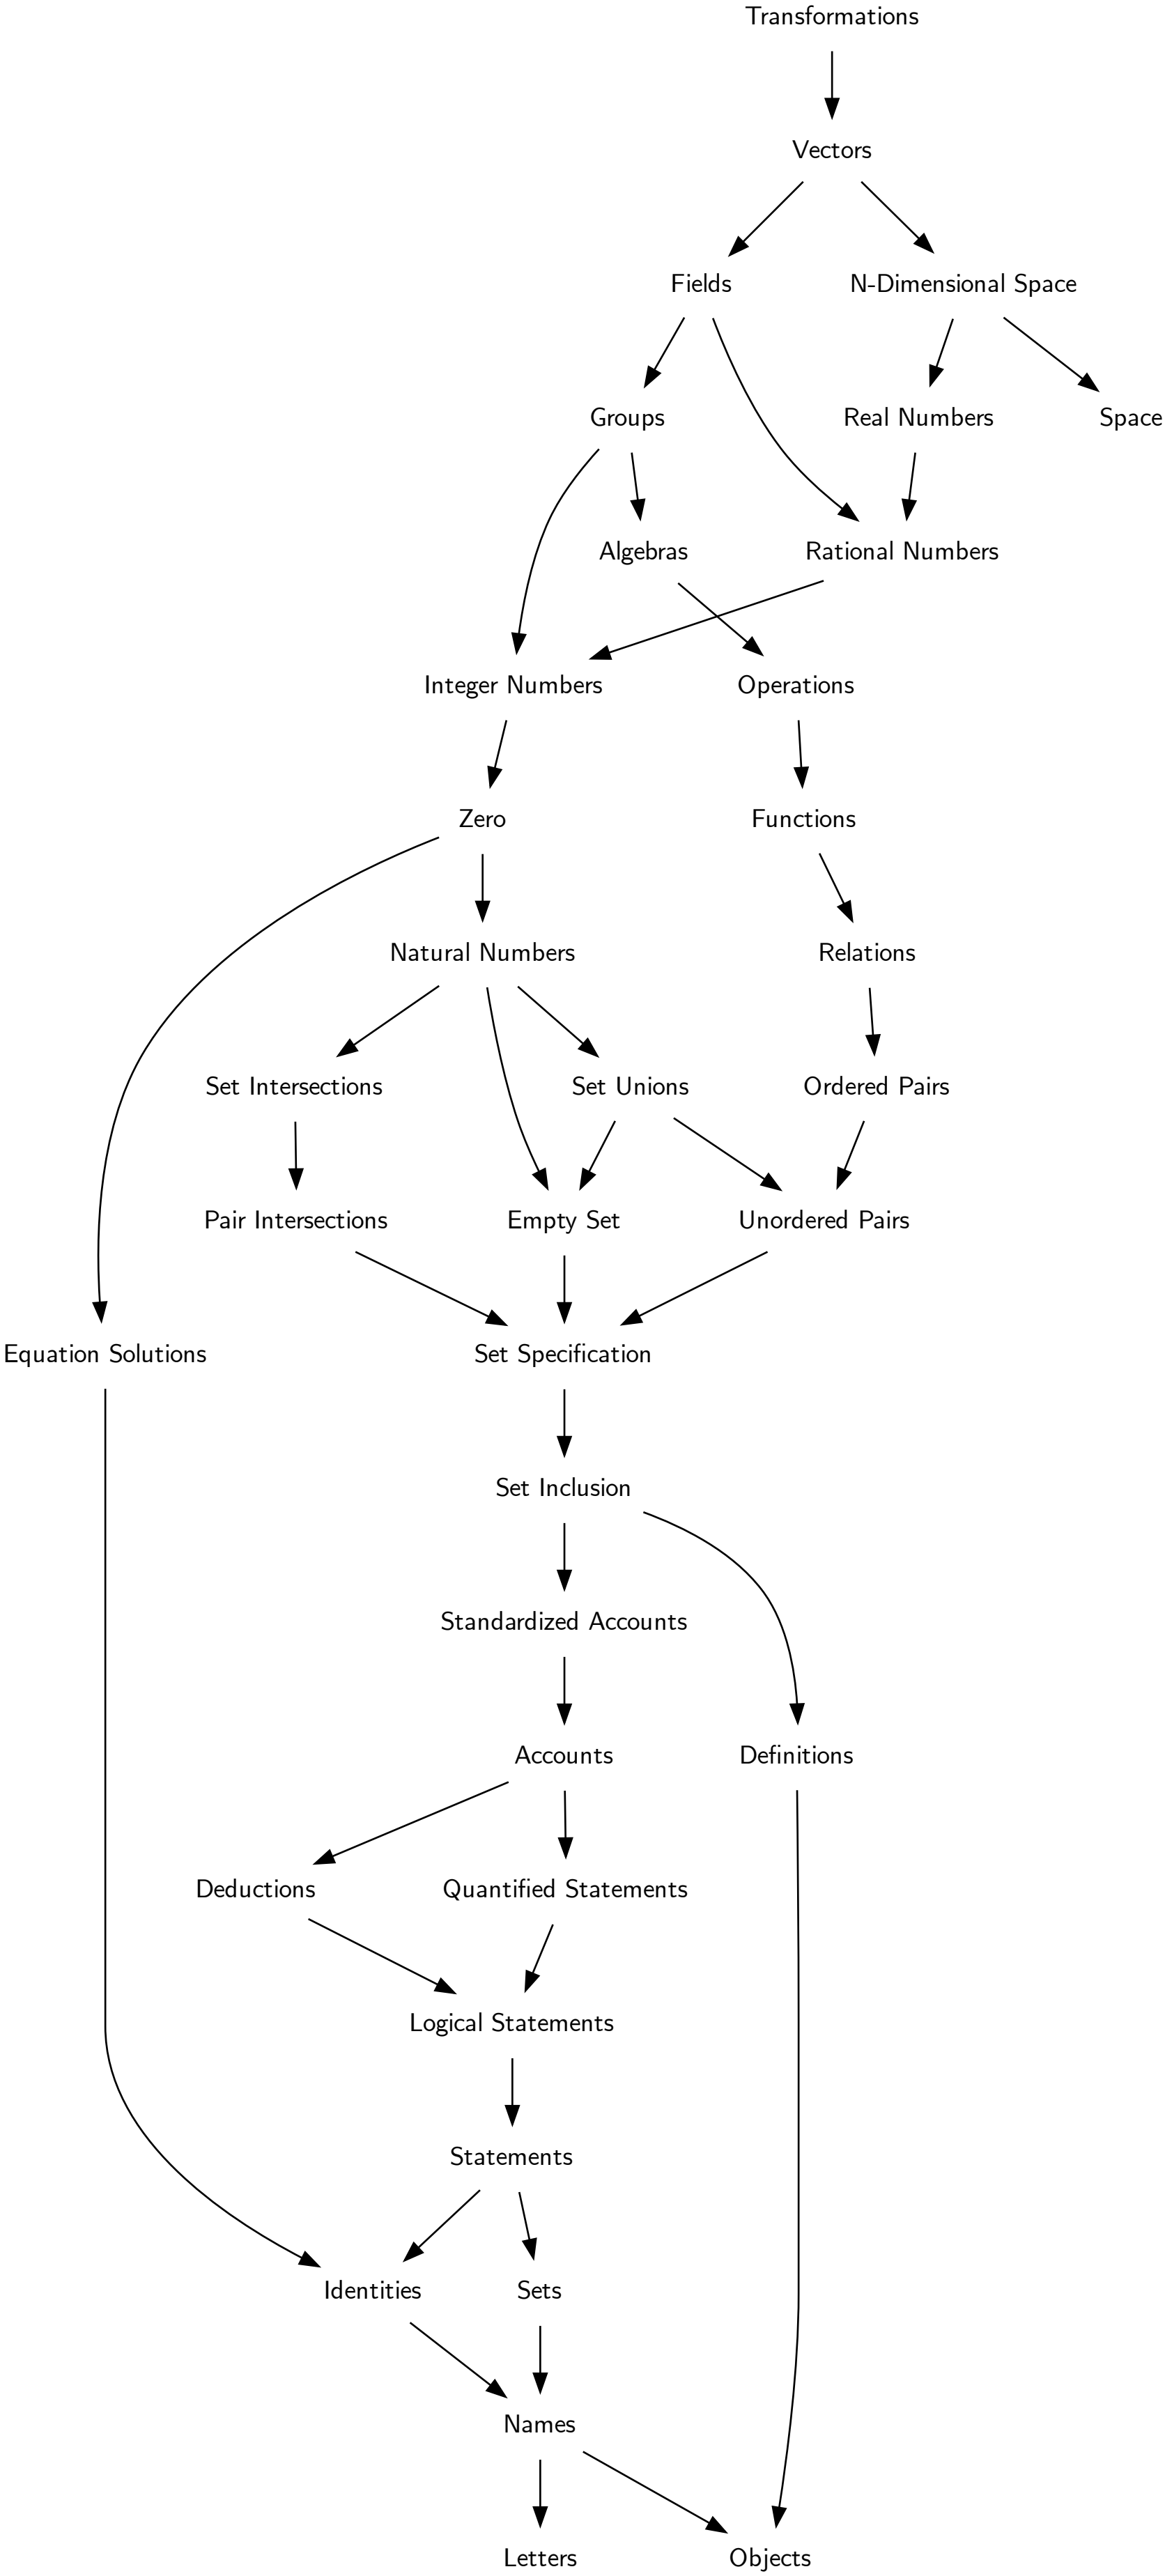 Transformations
Vectors
Fields
N-Dimensional Space
Groups
Real Numbers
Space
Algebras
Rational Numbers
Integer Numbers
Operations
Zero
Functions
Natural Numbers
Relations
Set Intersections
Set Unions
Ordered Pairs
Pair Intersections
Empty Set
Unordered Pairs
Equation Solutions
Set Specification
Set Inclusion
Standardized Accounts
Accounts
Definitions
Deductions
Quantified Statements
Logical Statements
Statements
Identities
Sets
Names
Letters
Objects